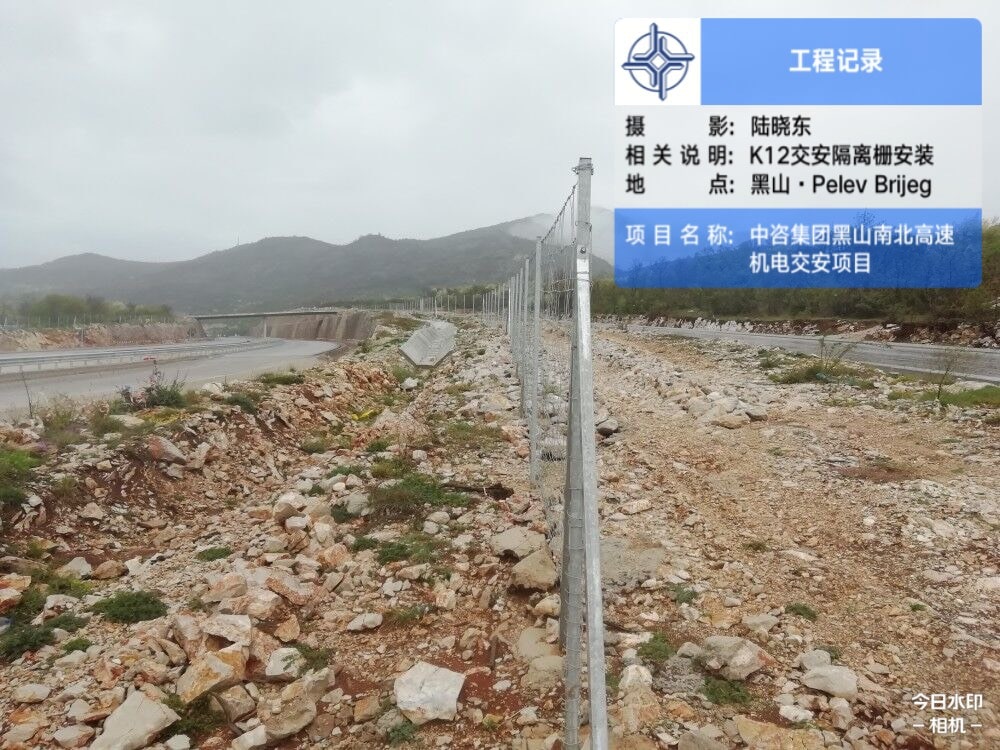 工程记录
摄影：陆晓东
相关说明：K12交安隔离栅安装
地点：黑山·Pelev Brijeg
项目名称：中咨集团黑山南北高速
机电交安项目
今日水印
相机